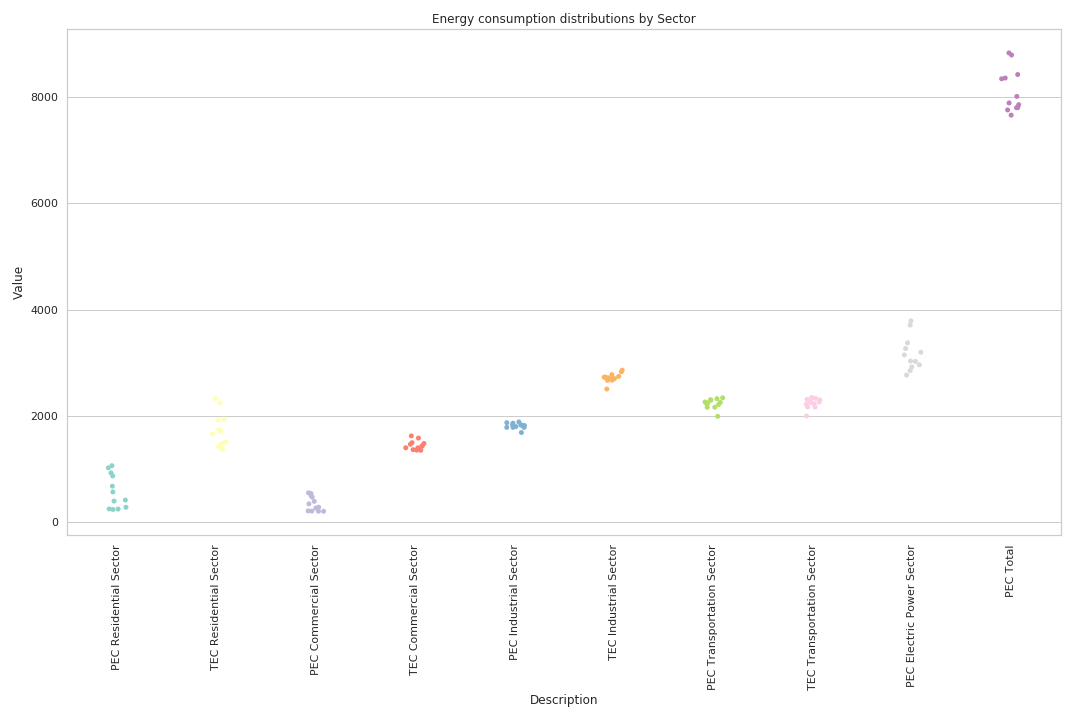 Energy consumption distributions by Sector
Value
8000
6000
4000
2000
0
PEC Residential Sector
TEC Residential Sector
PEC Commercial Sector
TEC Commercial Sector
PEC Industrial Sector
TEC Industrial Sector
PEC Transportation Sector
TEC Transportation Sector
PEC Electric Power Sector
PEC Total
Description